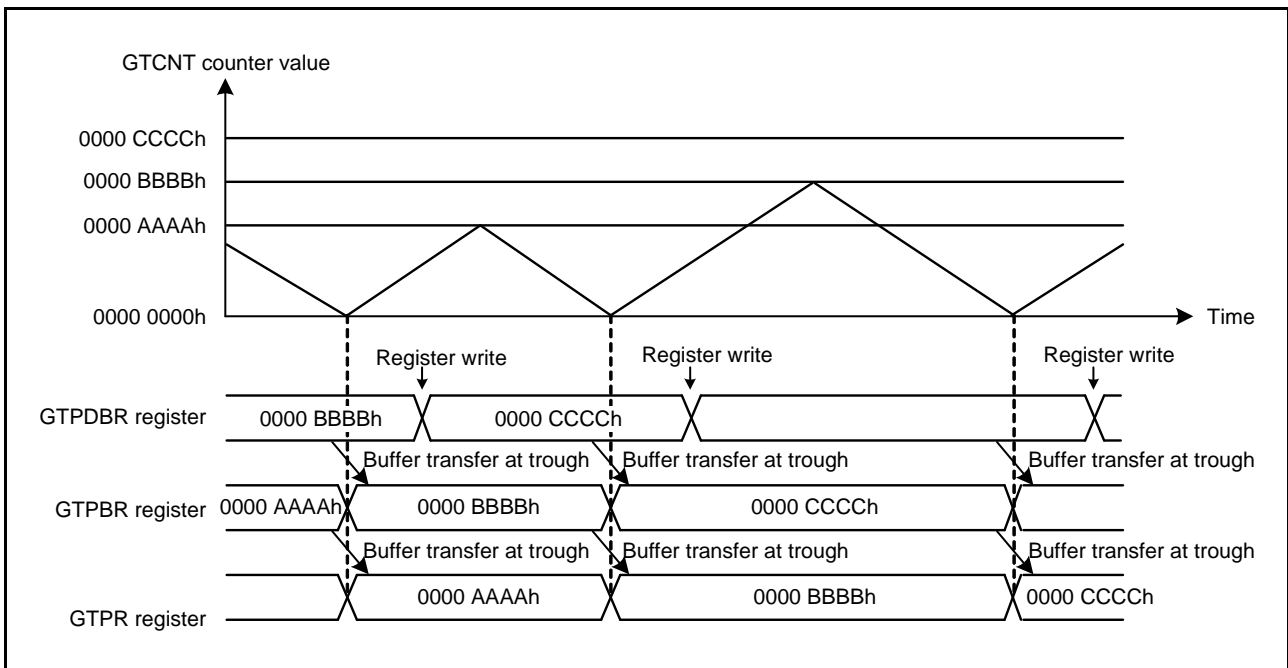 GTCNT counter value
0000 CCCCh
0000 BBBBh
0000 AAAAh
0000 0000h
Time
Register write
Register write
Register write
GTPDBR register
0000 BBBBh
0000 CCCCh
Buffer transfer at trough
Buffer transfer at trough
Buffer transfer at trough
GTPBR register
0000 AAAAh
0000 BBBBh
0000 CCCCh
Buffer transfer at trough
Buffer transfer at trough
Buffer transfer at trough
GTPR register
0000 AAAAh
0000 BBBBh
0000 CCCCh